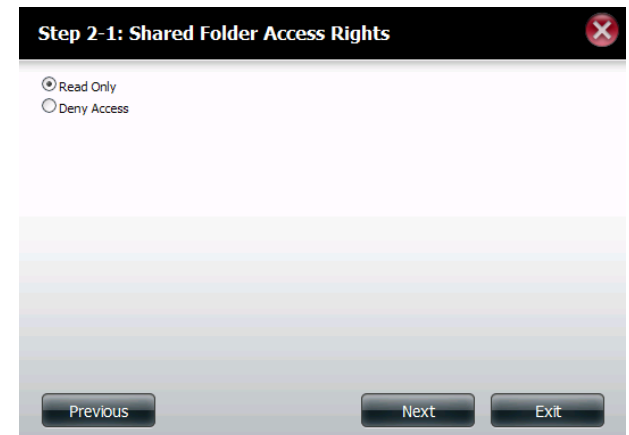 Step 2-1: Shared Folder Access Rights
Read Only
Deny Access
Previous Next Exit